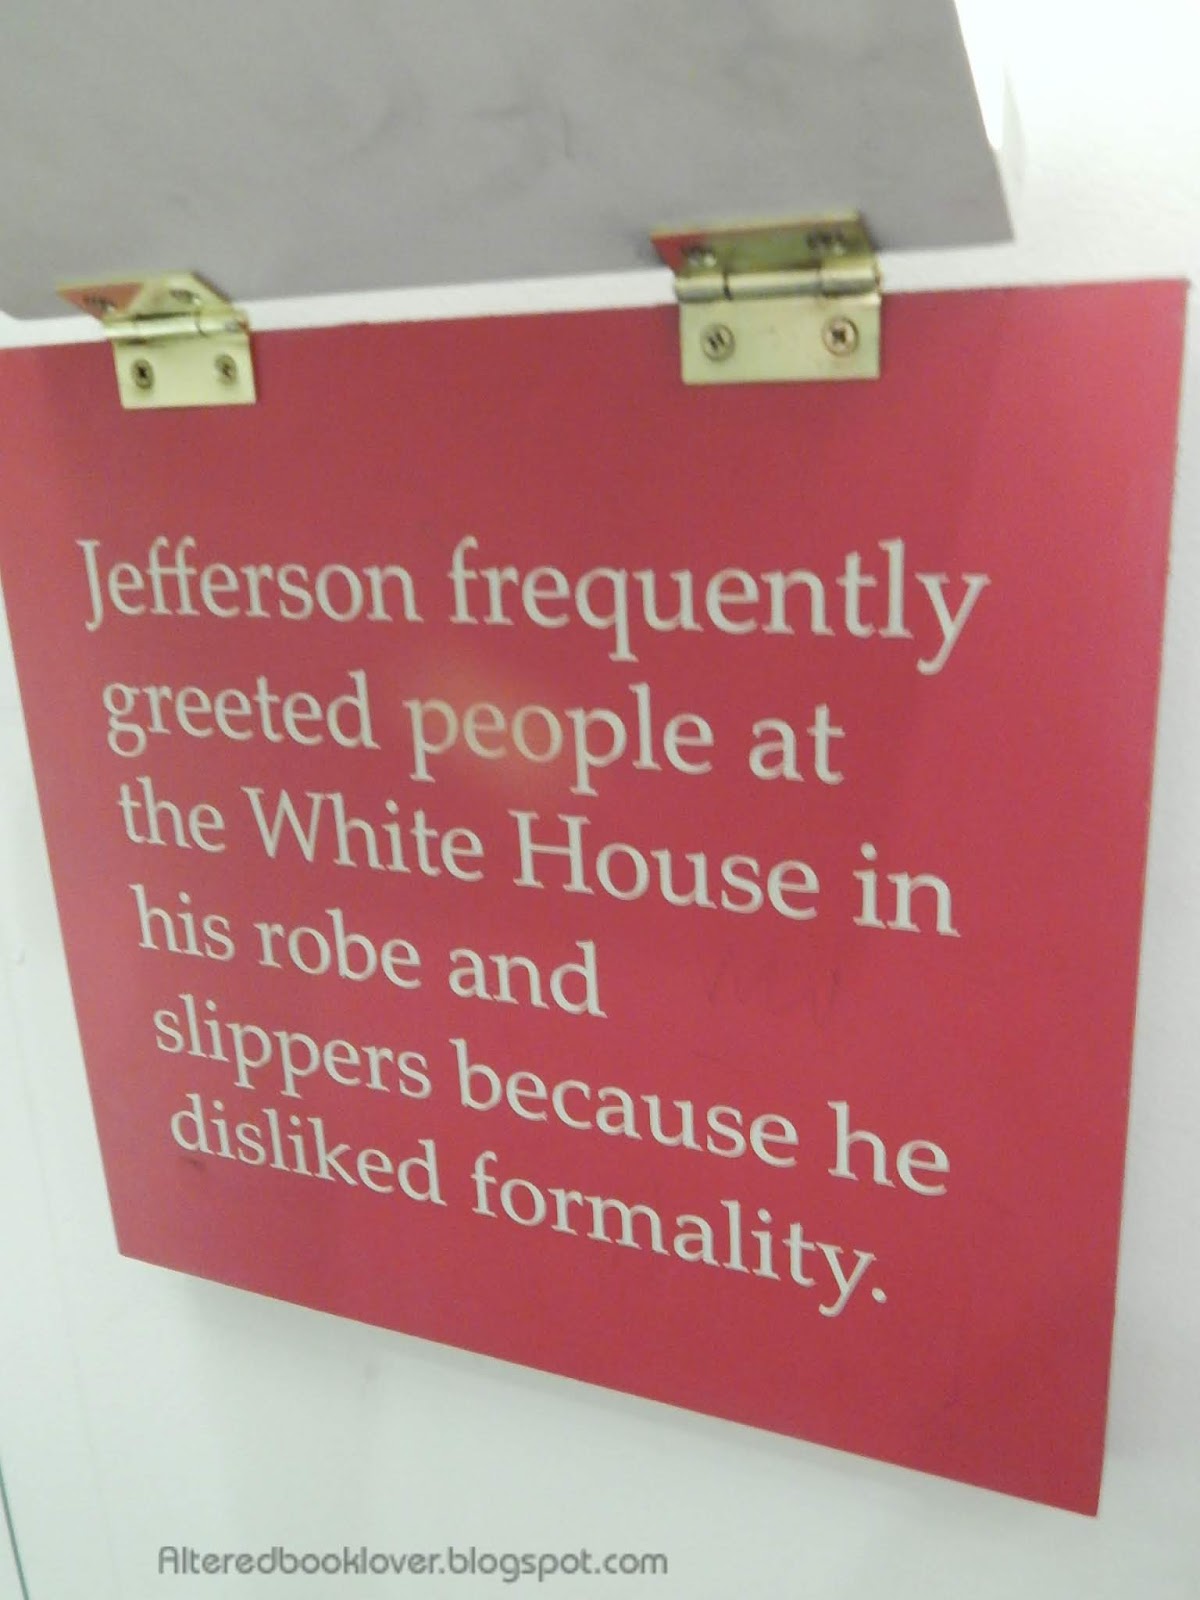 Jefferson frequently
greeted people at
the White House in
his robe and
slippers because he
disliked formality.
Alteredbooklover.blogspot.com